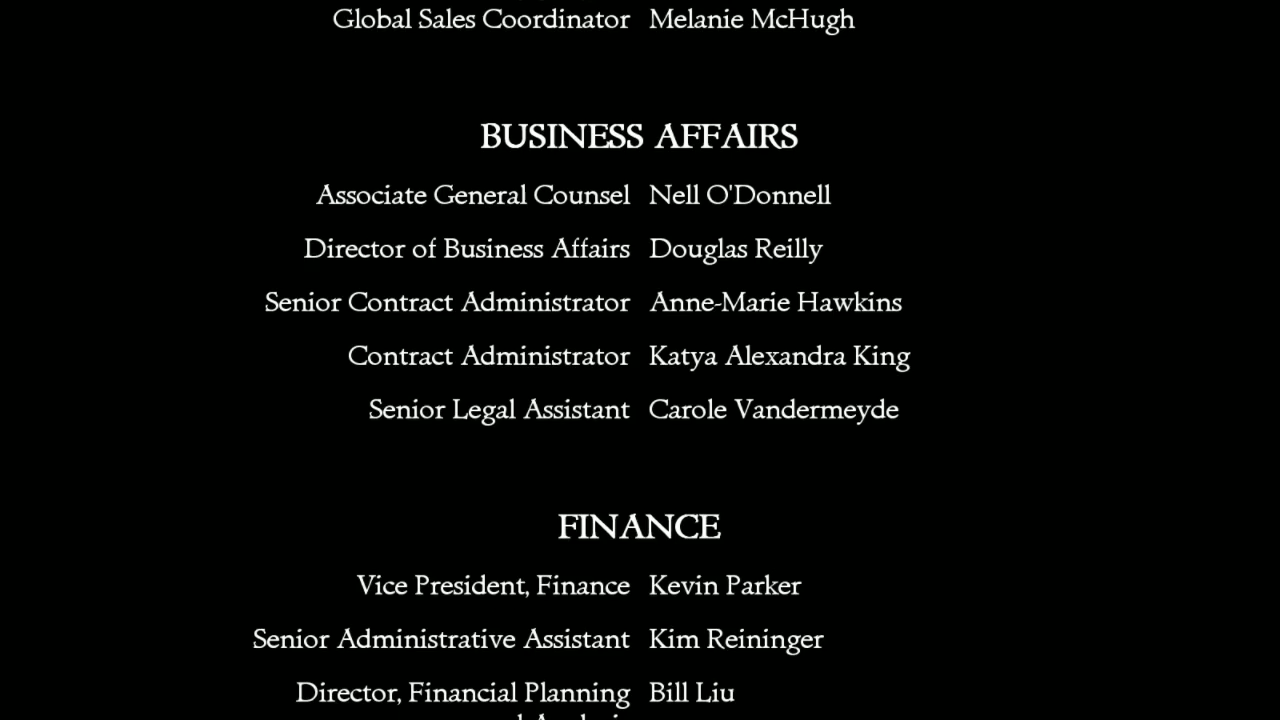 Global Sales Coordinator Melanie McHugh
BUSINESS AFFAIRS
Associate General Counsel Nell O'Donnell
Director of Business Affairs Douglas Reilly
Senior Contract Administrator Anne-Marie Hawkins
Contract Administrator Katya Alexandra King
Senior Legal Assistant Carole Vandermeyde
FINANCE
Vice President, Finance Kevin Parker
Senior Administrative Assistant Kim Reininger
Director, Financial Planning Bill Liu